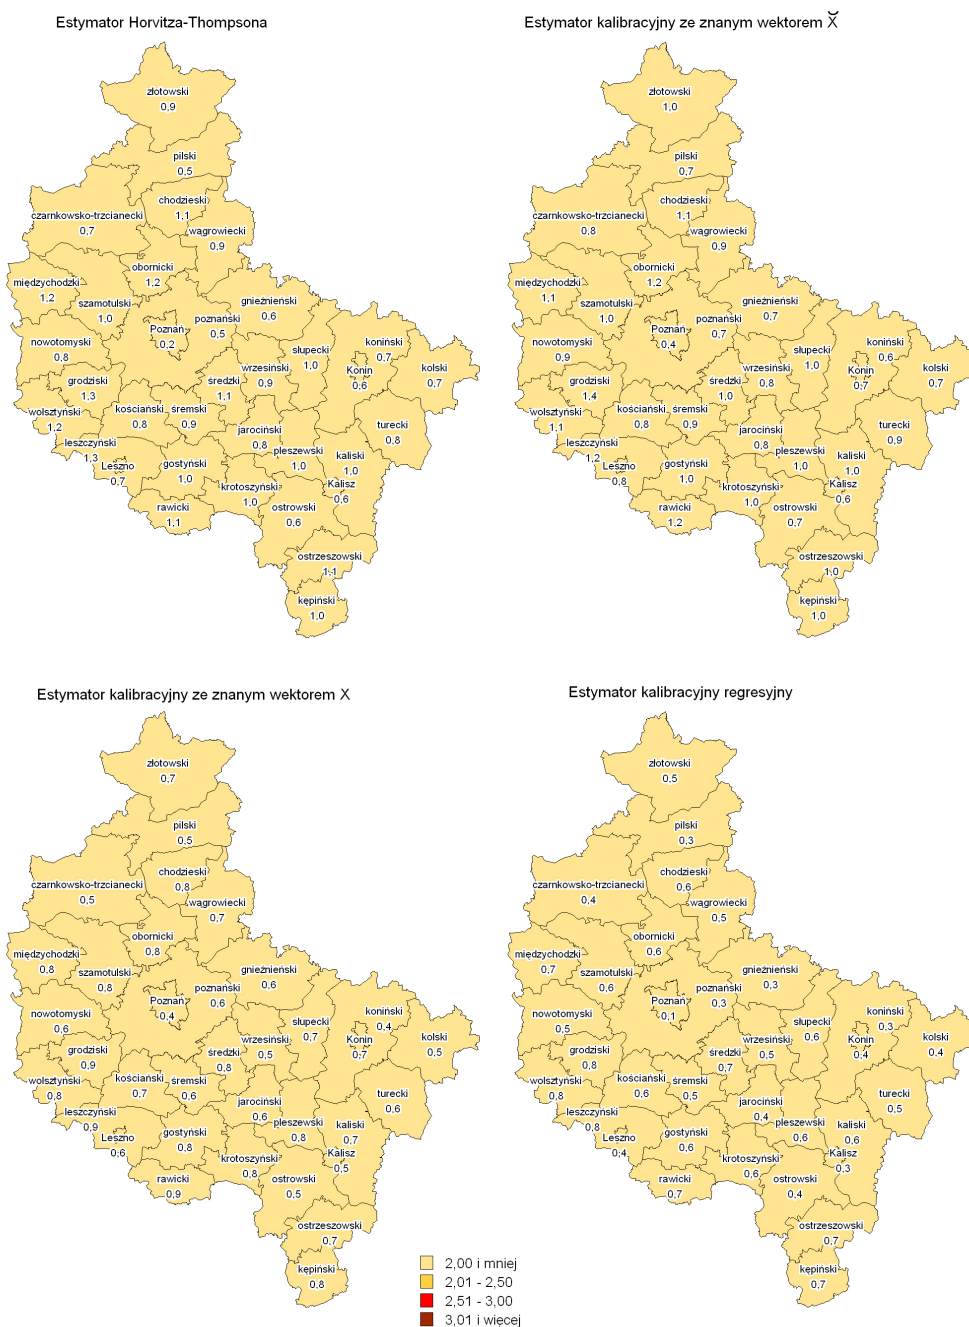 Estymator Horvitza-Thompsona
złotowski
0,9
pilski
0,5
chodzieski
1,1
czarnkowsko-trzcianecki
0,7
wągrowiecki
0,9
obornicki
1,2
międzychodzki
1,2
szamotulski
1,0
gnieźnieński
0,6
Poznań
0,2
poznański
0,5
nowotomyski
0,8
słupecki
1,0
koniński
0,7
Konin
0,6
kolski
0,7
wrzesiński
0,9
grodziski
1,3
średzki
1,1
wolsztyński
1,2
kościański
0,8
śremski
0,9
jarociński
0,8
turecki
0,8
leszczyński
1,3
Leszno
0,7
gostyński
1,0
pleszewski
1,0
kaliski
1,0
krotoszyński
1,0
Kalisz
0,6
rawicki
1,1
ostrowski
0,6
ostrzeszowski
1,1
kępiński
1,0
Estymator kalibracyjny ze znanym wektorem X̌
złotowski
1,0
pilski
0,7
chodzieski
1,1
czarnkowsko-trzcianecki
0,8
wągrowiecki
0,9
obornicki
1,2
międzychodzki
1,1
szamotulski
1,0
gnieźnieński
0,7
Poznań
0,4
poznański
0,7
nowotomyski
0,9
słupecki
1,0
koniński
0,6
Konin
0,7
kolski
0,7
wrzesiński
0,8
grodziski
1,4
średzki
1,0
wolsztyński
1,1
kościański
0,8
śremski
0,9
jarociński
0,8
turecki
0,9
leszczyński
1,2
Leszno
0,8
gostyński
1,0
pleszewski
1,0
kaliski
1,0
krotoszyński
1,0
Kalisz
0,6
rawicki
1,2
ostrowski
0,7
ostrzeszowski
1,0
kępiński
1,0
Estymator kalibracyjny ze znanym wektorem X
złotowski
0,7
pilski
0,5
chodzieski
0,8
czarnkowsko-trzcianecki
0,5
wągrowiecki
0,7
obornicki
0,8
międzychodzki
0,8
szamotulski
0,8
gnieźnieński
0,6
Poznań
0,4
poznański
0,6
nowotomyski
0,6
słupecki
0,7
koniński
0,4
Konin
0,7
kolski
0,5
wrzesiński
0,5
grodziski
0,9
średzki
0,8
wolsztyński
0,8
kościański
0,7
śremski
0,6
jarociński
0,6
turecki
0,6
leszczyński
0,9
Leszno
0,6
gostyński
0,8
pleszewski
0,8
kaliski
0,7
krotoszyński
0,8
Kalisz
0,5
rawicki
0,9
ostrowski
0,5
ostrzeszowski
0,7
kępiński
0,8
Estymator kalibracyjny regresyjny
złotowski
0,5
pilski
0,3
chodzieski
0,6
czarnkowsko-trzcianecki
0,4
wągrowiecki
0,5
obornicki
0,6
międzychodzki
0,7
szamotulski
0,6
gnieźnieński
0,3
Poznań
0,1
poznański
0,3
nowotomyski
0,5
słupecki
0,6
koniński
0,3
Konin
0,4
kolski
0,4
wrzesiński
0,5
grodziski
0,8
średzki
0,7
wolsztyński
0,8
kościański
0,6
śremski
0,5
jarociński
0,4
turecki
0,5
leszczyński
0,8
Leszno
0,4
gostyński
0,6
pleszewski
0,6
kaliski
0,6
krotoszyński
0,6
Kalisz
0,3
rawicki
0,7
ostrowski
0,4
ostrzeszowski
0,7
kępiński
0,7
2,00 i mniej
2,01 - 2,50
2,51 - 3,00
3,01 i więcej